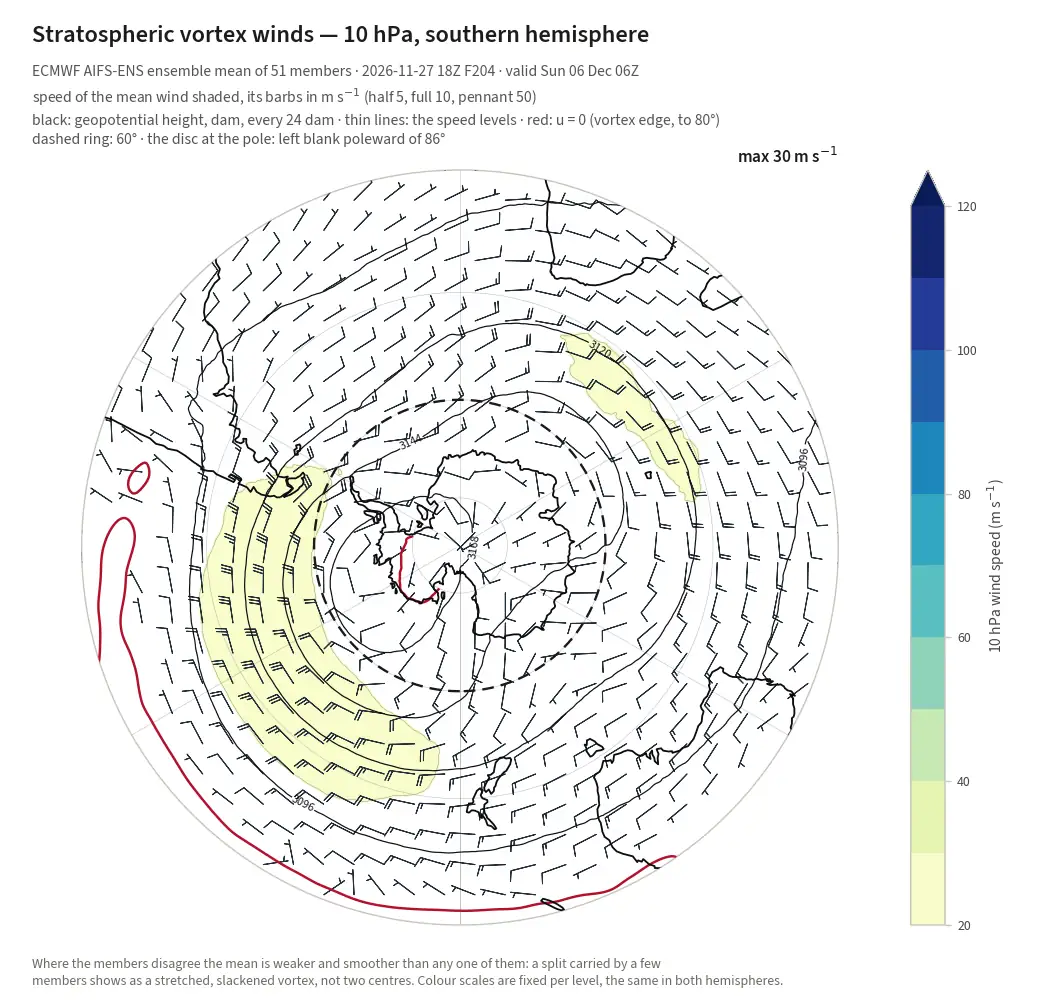 Stratospheric vortex winds — 10 hPa, southern hemisphere
ECMWF AIFS-ENS ensemble mean of 51 members · 2026-11-27 18Z F204 · valid Sun 06 Dec 06Z
speed of the mean wind shaded, its barbs in m s⁻¹ (half 5, full 10, pennant 50)
black: geopotential height, dam, every 24 dam · thin lines: the speed levels · red: u = 0 (vortex edge, to 80°)
dashed ring: 60° · the disc at the pole: left blank poleward of 86°
max 30 m s⁻¹
120
100
80
60
40
20
10 hPa wind speed (m s⁻¹)
3120
3144
3096
3168
3096
Where the members disagree the mean is weaker and smoother than any one of them: a split carried by a few
members shows as a stretched, slackened vortex, not two centres. Colour scales are fixed per level, the same in both hemispheres.